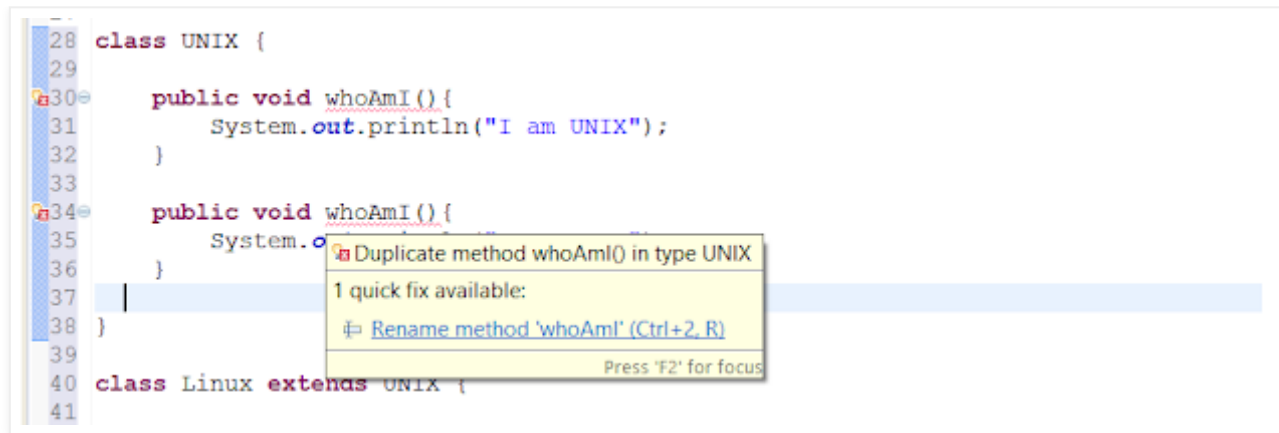 28 class UNIX {
29
30 public void whoAmI(){
31 System.out.println("I am UNIX");
32 }
33
34 public void whoAmI(){
35 System.o
36 }
37
38 }
39
40 class Linux extends UNIX {
41
Duplicate method whoAmI() in type UNIX
1 quick fix available:
Rename method 'whoAmI' (Ctrl+2, R)
Press 'F2' for focus